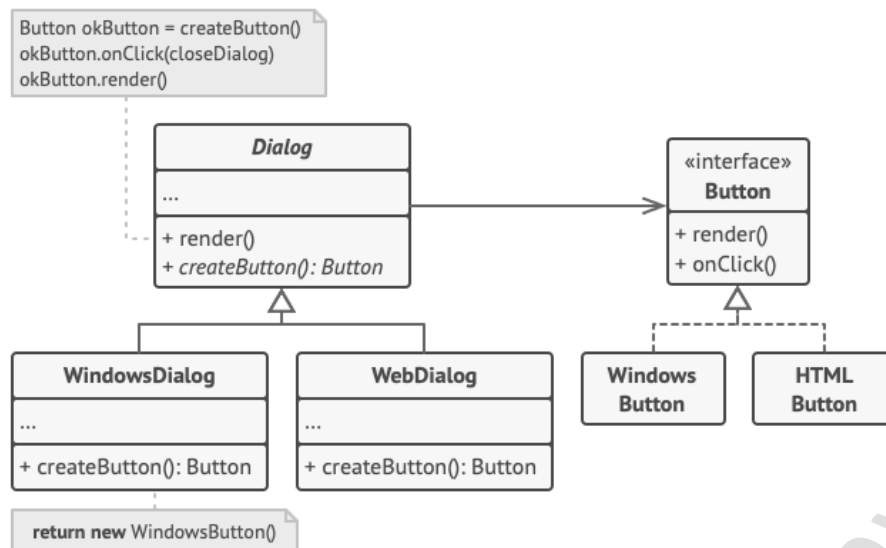 Button okButton = createButton()
okButton.onClick(closeDialog)
okButton.render()
Dialog
...
+ render()
+ createButton(): Button
«interface»
Button
+ render()
+ onClick()
WindowsDialog
...
+ createButton(): Button
WebDialog
...
+ createButton(): Button
Windows
Button
HTML
Button
return new WindowsButton()